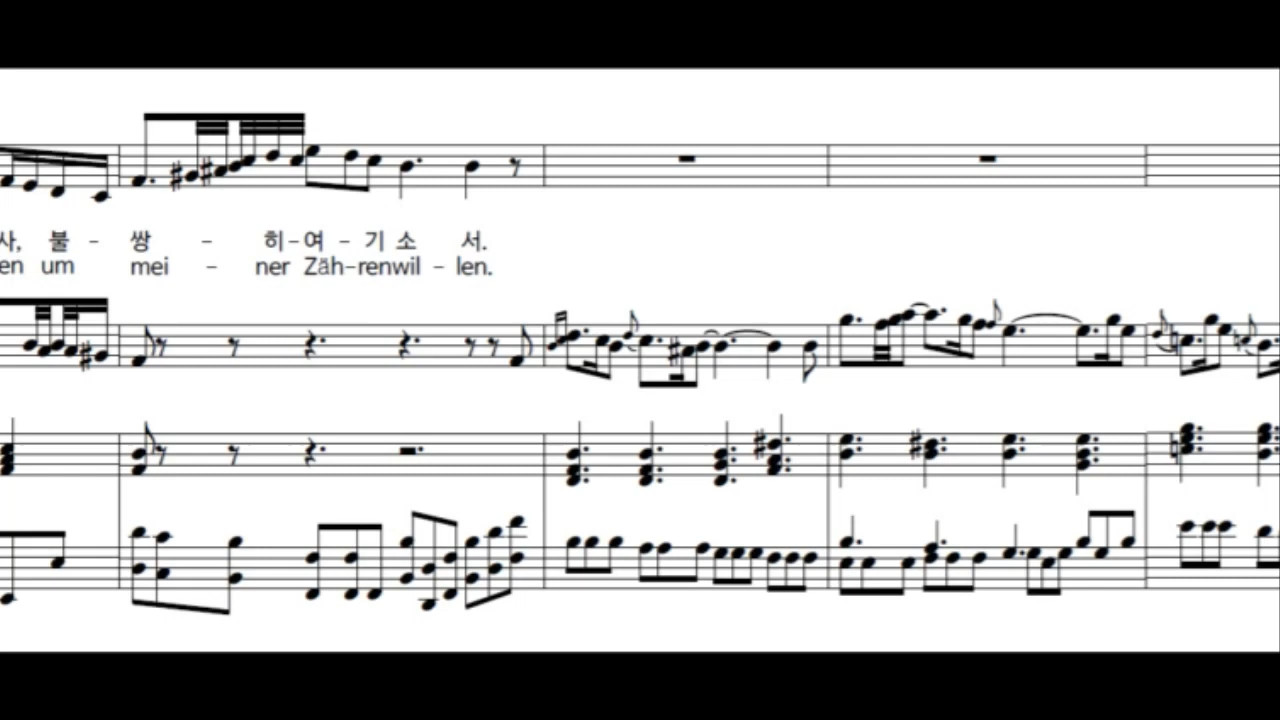 사, 불 - 쌍 - 히 - 여 - 기 소 서.
en um mei - ner Zäh-renwil - len.